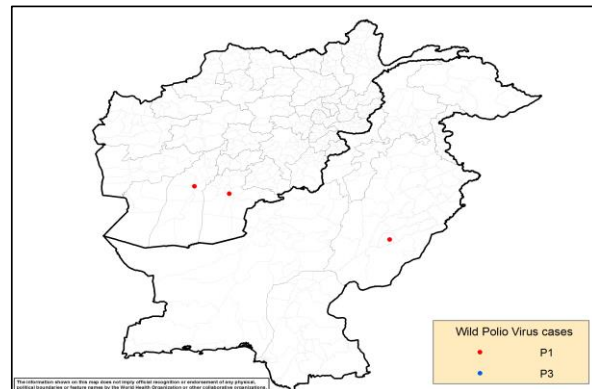 Wild Polio Virus cases
P1
P3
The information shown on this map does not imply official recognition or endorsement of any physical,
political boundaries or feature names by the World Health Organization or other collaborative organizations.